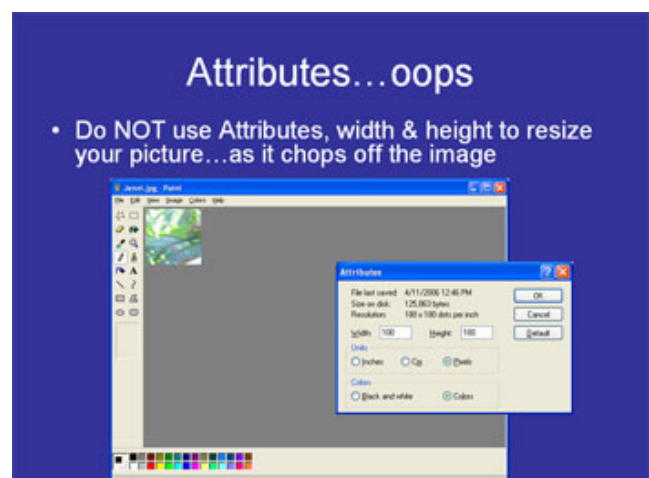 Attributes...oops
• Do NOT use Attributes, width & height to resize
your picture...as it chops off the image
Jenni.jpg - Paint
File Edit View Image Colors Help
A
Attributes
File last saved: 4/11/2006 12:46 PM
OK
Size on disk: 125,863 bytes
Resolution: 180 x 180 dots per inch
Cancel
Width: 100 Height: 100
Default
Units
Inches Cm Pixels
Colors
Black and white Colors